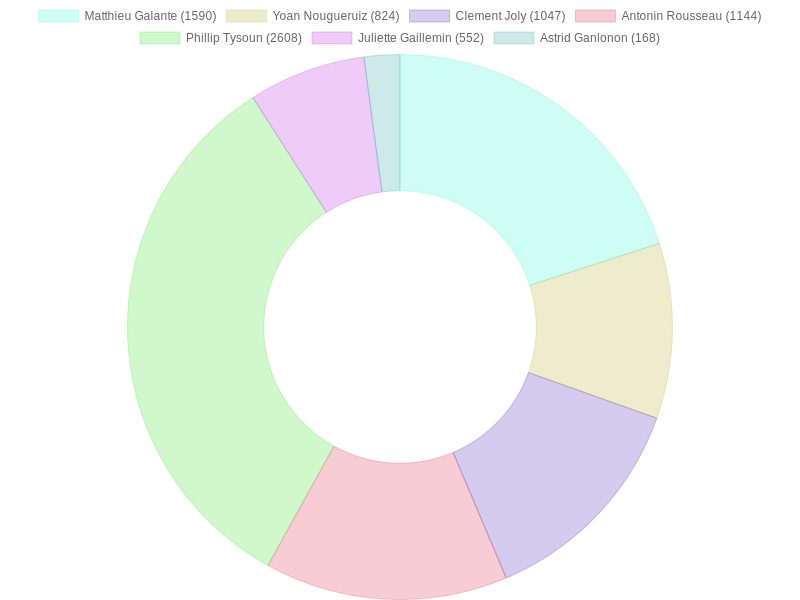 Matthieu Galante (1590) Yoan Nougueruiz (824) Clement Joly (1047) Antonin Rousseau (1144)
Phillip Tysoun (2608) Juliette Gaillemin (552) Astrid Ganlonon (168)